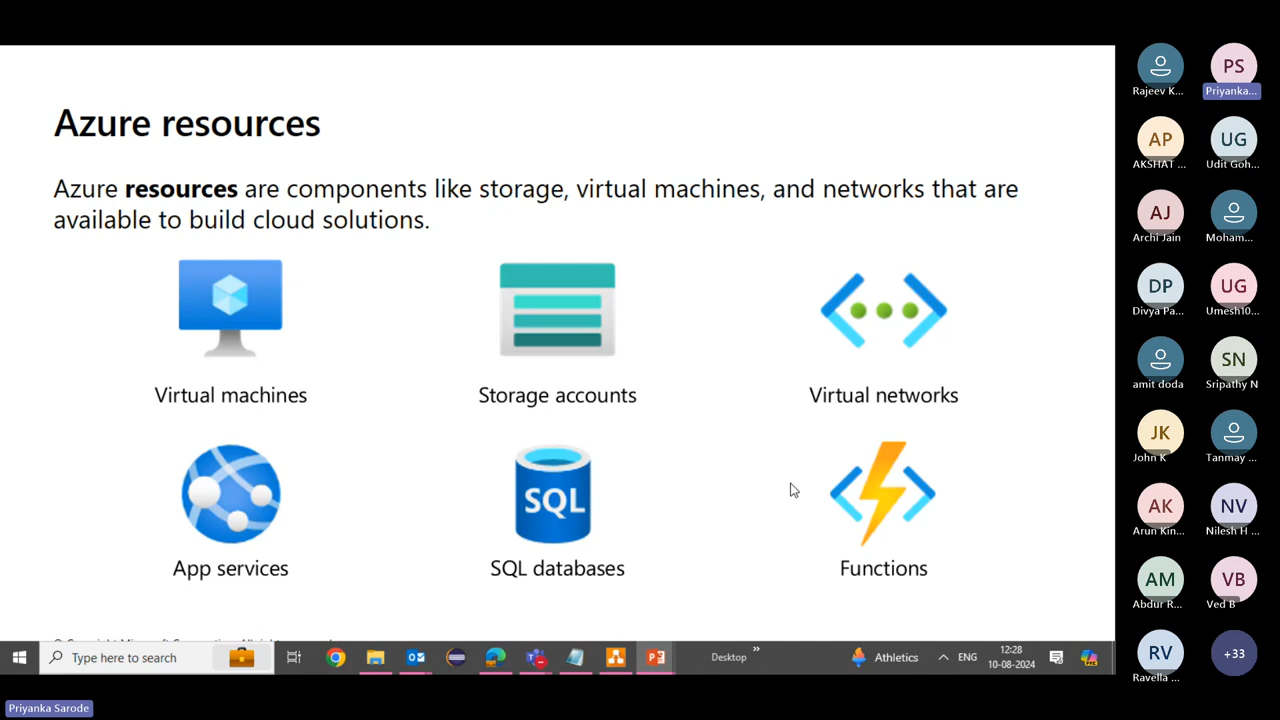 Azure resources
Azure resources are components like storage, virtual machines, and networks that are
available to build cloud solutions.
Virtual machines
Storage accounts
Virtual networks
App services
SQL
SQL databases
Functions
Type here to search
Desktop
Athletics
ENG
12:28
10-08-2024
Priyanka Sarode
Rajeev K...
PS
Priyanka...
AP
AKSHAT ...
UG
Udit Goh...
AJ
Archi Jain
Moham...
DP
Divya Pa...
UG
Umesh10...
amit doda
SN
Sripathy N
JK
John K
Tanmay ...
AK
Arun Kin...
NV
Nilesh H ...
AM
Abdur R...
VB
Ved B
RV
Ravella ...
+33